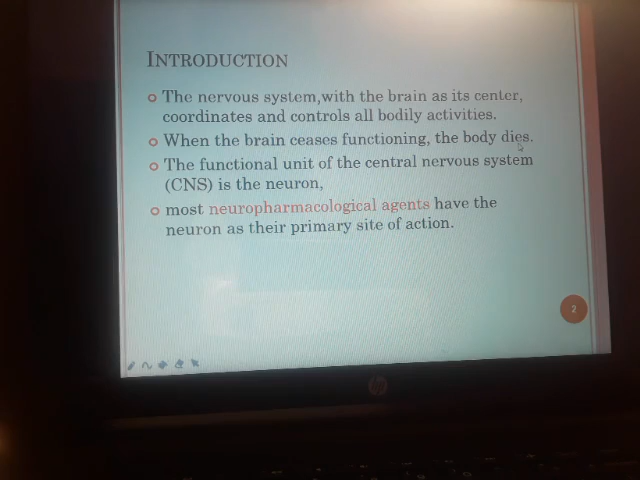 INTRODUCTION
The nervous system,with the brain as its center,
coordinates and controls all bodily activities.
When the brain ceases functioning, the body dies.
The functional unit of the central nervous system
(CNS) is the neuron,
most neuropharmacological agents have the
neuron as their primary site of action.
2
hp